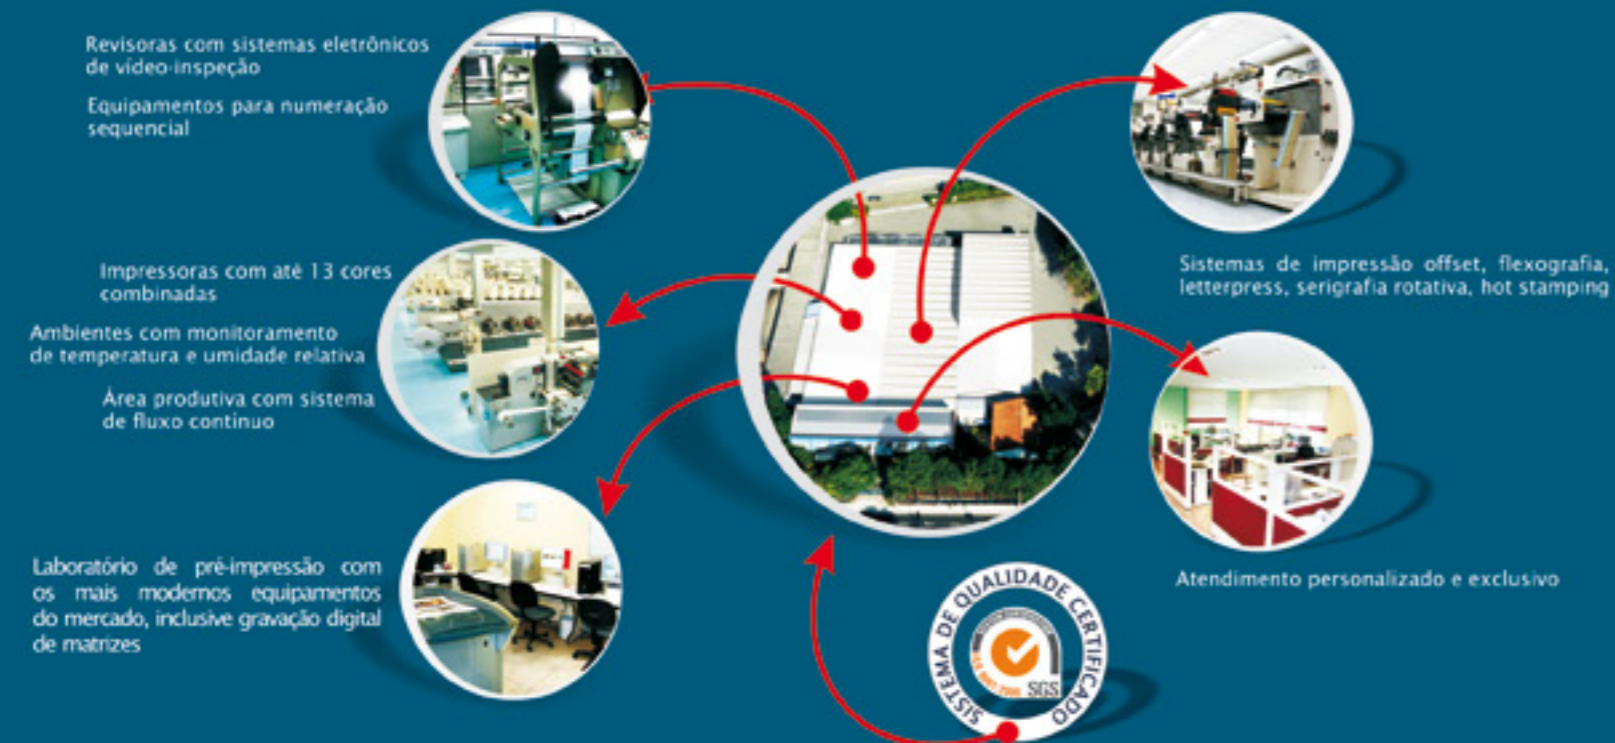 Revisoras com sistemas eletrônicos
de vídeo-inspeção
Equipamentos para numeração
sequencial
Impressoras com até 13 cores
combinadas
Ambientes com monitoramento
de temperatura e umidade relativa
Área produtiva com sistema
de fluxo contínuo
Laboratório de pré-impressão com
os mais modernos equipamentos
do mercado, inclusive gravação digital
de matrizes
Sistemas de impressão offset, flexografia,
letterpress, serigrafia rotativa, hot stamping
Atendimento personalizado e exclusivo
SISTEMA DE QUALIDADE CERTIFICADO
SGS